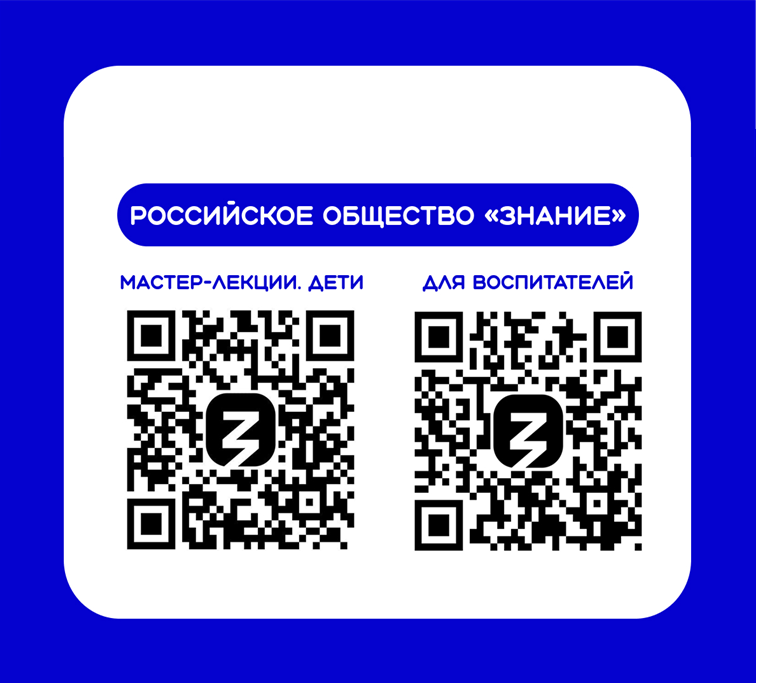 РОССИЙСКОЕ ОБЩЕСТВО «ЗНАНИЕ»
МАСТЕР-ЛЕКЦИИ. ДЕТИ
ДЛЯ ВОСПИТАТЕЛЕЙ